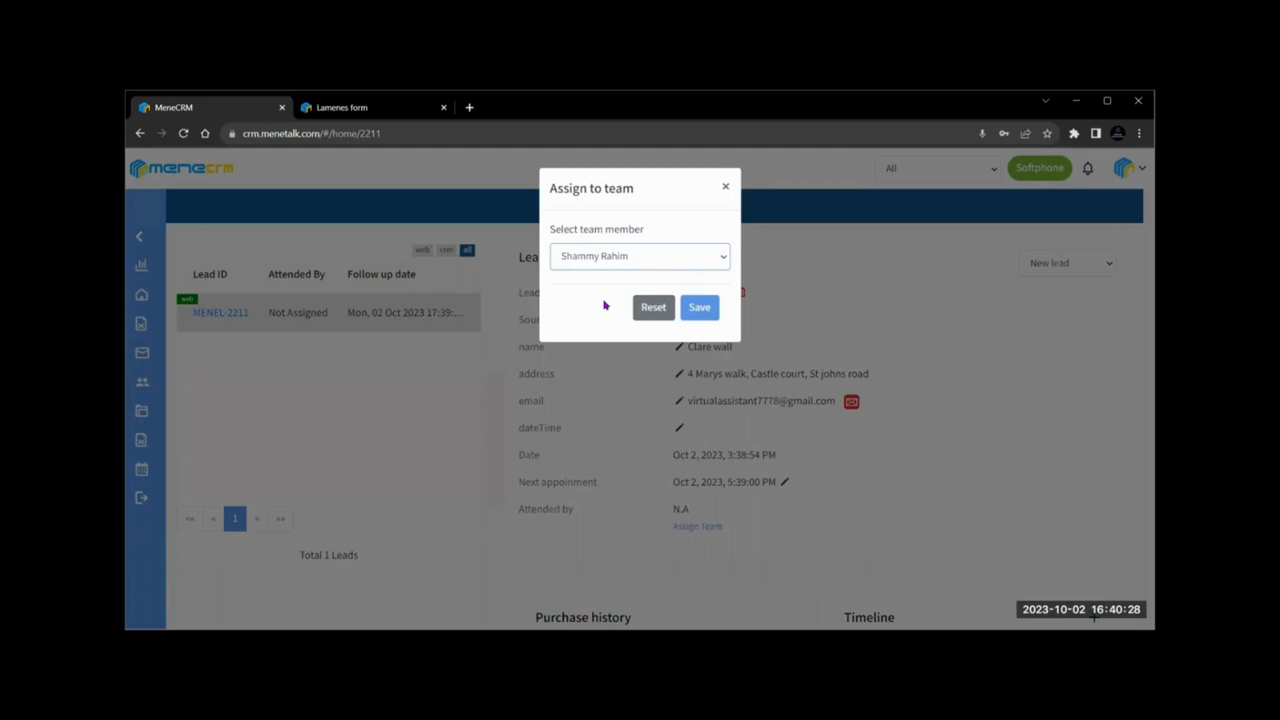 MeneCRM
Lamenes form
crm.menetalk.com/#/home/2211
menecrm
All
Softphone
Assign to team
Select team member
Shammy Rahim
Reset
Save
web crm all
Lead ID Attended By Follow up date
web
MENEL-2211 Not Assigned Mon, 02 Oct 2023 17:39:...
«« « 1 » »»
Total 1 Leads
New lead
name Clare wall
address 4 Marys walk, Castle court, St johns road
email virtualassistant7778@gmail.com
dateTime
Date Oct 2, 2023, 3:38:54 PM
Next appoinment Oct 2, 2023, 5:39:00 PM
Attended by N.A
Assign Team
Purchase history
Timeline
2023-10-02 16:40:28